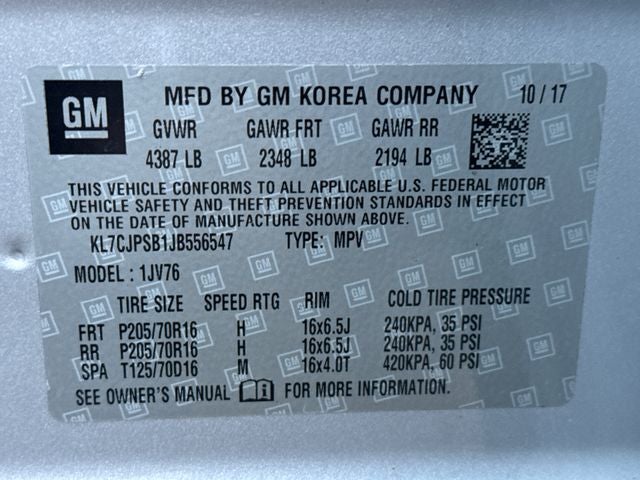 GM MFD BY GM KOREA COMPANY 10 / 17
GVWR GAWR FRT GAWR RR
4387 LB 2348 LB 2194 LB
THIS VEHICLE CONFORMS TO ALL APPLICABLE U.S. FEDERAL MOTOR
VEHICLE SAFETY AND THEFT PREVENTION STANDARDS IN EFFECT
ON THE DATE OF MANUFACTURE SHOWN ABOVE.
KL7CJPSB1JB556547 TYPE: MPV
MODEL : 1JV76
TIRE SIZE SPEED RTG RIM COLD TIRE PRESSURE
FRT P205/70R16 H 16x6.5J 240KPA, 35 PSI
RR P205/70R16 H 16x6.5J 240KPA, 35 PSI
SPA T125/70D16 M 16x4.0T 420KPA, 60 PSI
SEE OWNER'S MANUAL FOR MORE INFORMATION.